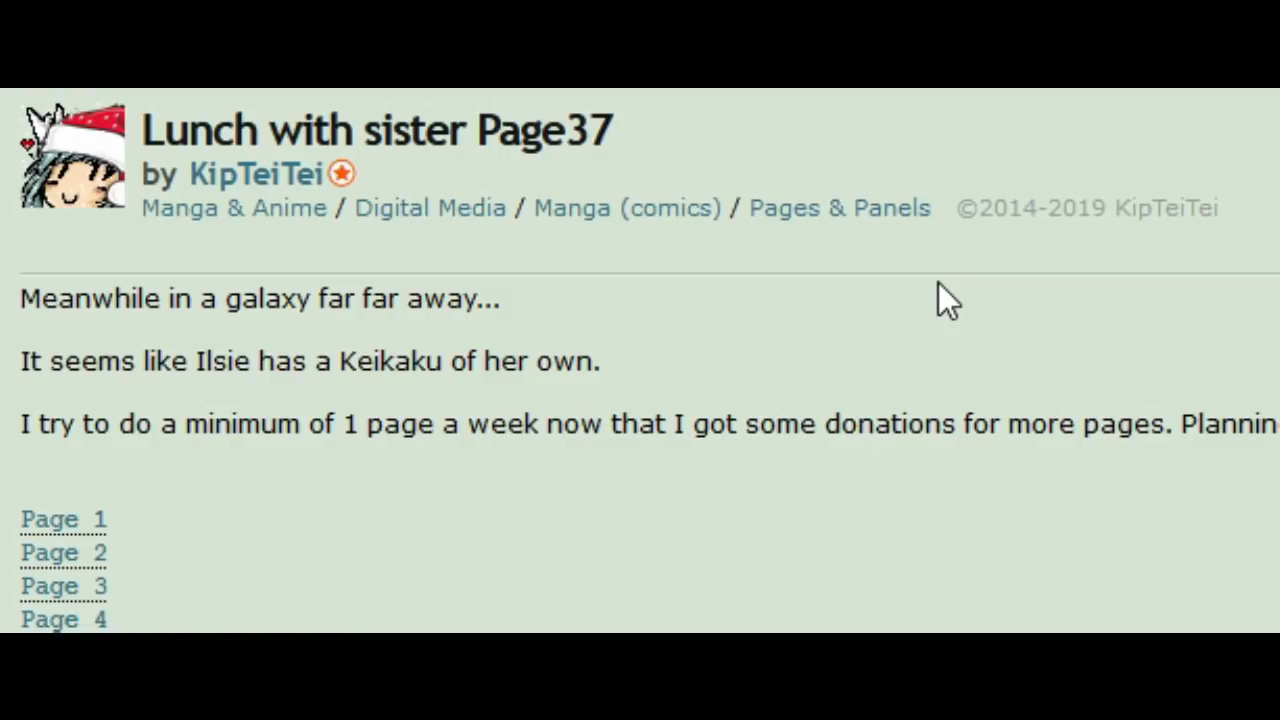 Lunch with sister Page37
by KipTeiTei
Manga & Anime / Digital Media / Manga (comics) / Pages & Panels ©2014-2019 KipTeiTei
Meanwhile in a galaxy far far away...
It seems like Ilsie has a Keikaku of her own.
I try to do a minimum of 1 page a week now that I got some donations for more pages. Plannin
Page 1
Page 2
Page 3
Page 4